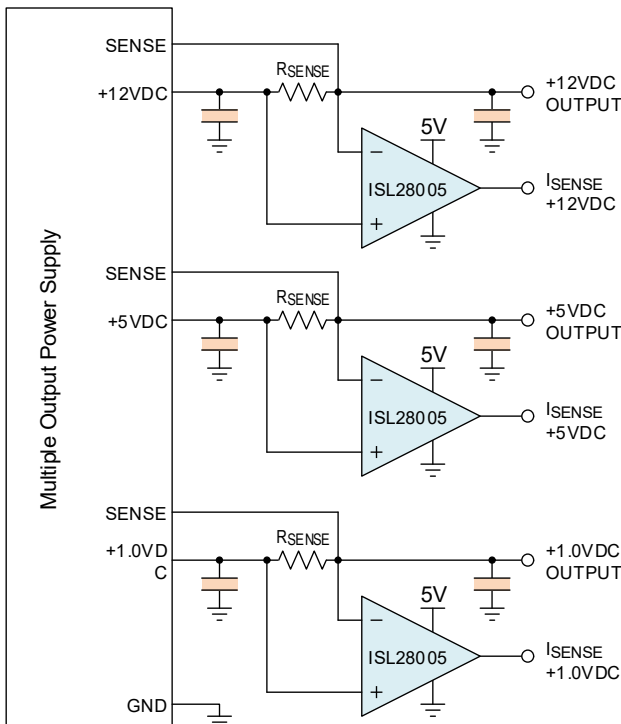 Multiple Output Power Supply
SENSE
RSENSE
+12VDC
+12VDC
OUTPUT
5V
ISL28005
−
+
ISENSE
+12VDC
SENSE
RSENSE
+5VDC
+5VDC
OUTPUT
5V
ISL28005
−
+
ISENSE
+5VDC
SENSE
RSENSE
+1.0VD
C
+1.0VDC
OUTPUT
5V
ISL28005
−
+
ISENSE
+1.0VDC
GND